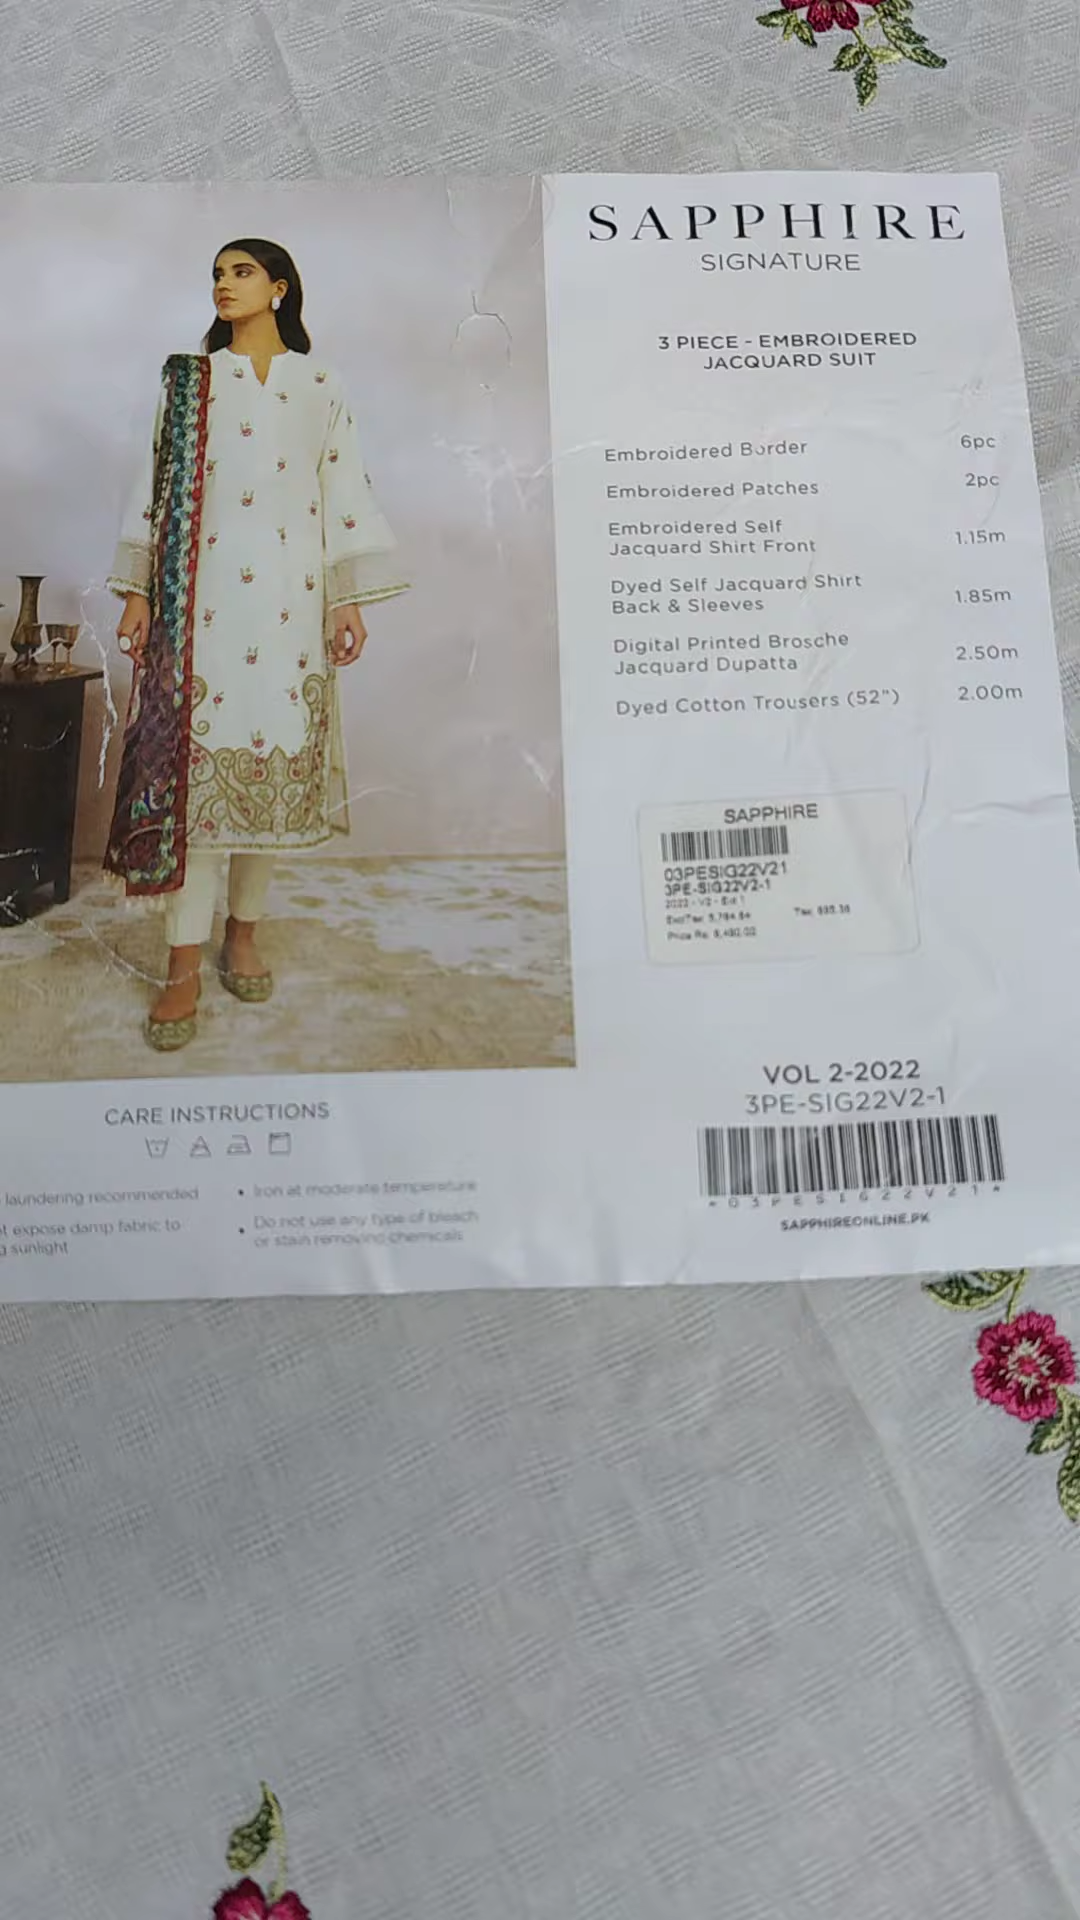 SAPPHIRE
SIGNATURE
3 PIECE - EMBROIDERED
JACQUARD SUIT
Embroidered Border 6pc
Embroidered Patches 2pc
Embroidered Self
Jacquard Shirt Front 1.15m
Dyed Self Jacquard Shirt
Back & Sleeves 1.85m
Digital Printed Brosche
Jacquard Dupatta 2.50m
Dyed Cotton Trousers (52") 2.00m
SAPPHIRE
03PESIG22V21
3PE-SIG22V2-1
Price Rs.
VOL 2-2022
3PE-SIG22V2-1
*03PESIG22V21*
SAPPHIREONLINE.PK
CARE INSTRUCTIONS
laundering recommended
expose damp fabric to
sunlight
• Iron at moderate temperature
• Do not use any type of bleach
or stain removing chemicals